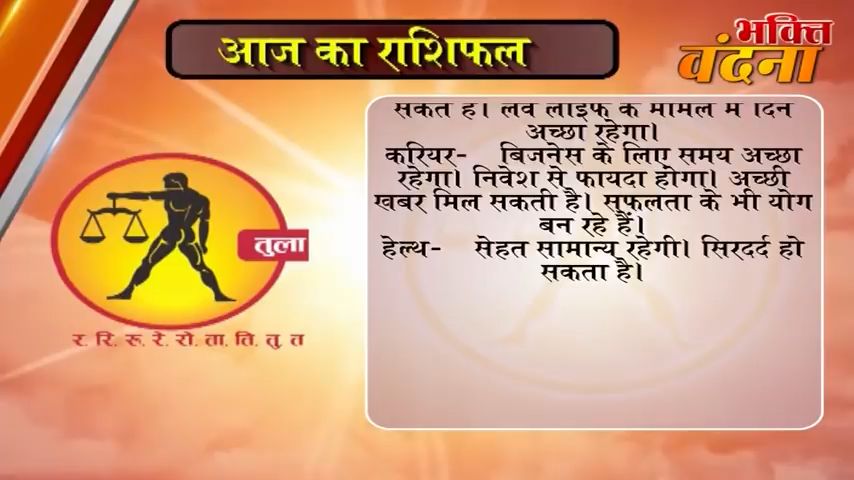 आज का राशिफल
भक्ति
वंदना
सकते हैं। लव लाइफ के मामले में दिन
अच्छा रहेगा।
करियर- बिजनेस के लिए समय अच्छा
रहेगा। निवेश से फायदा होगा। अच्छी
खबर मिल सकती है। सफलता के भी योग
बन रहे हैं।
हेल्थ- सेहत सामान्य रहेगी। सिरदर्द हो
सकता है।
तुला
र. रि. रू. रे. रो. ता. ति. तु. त